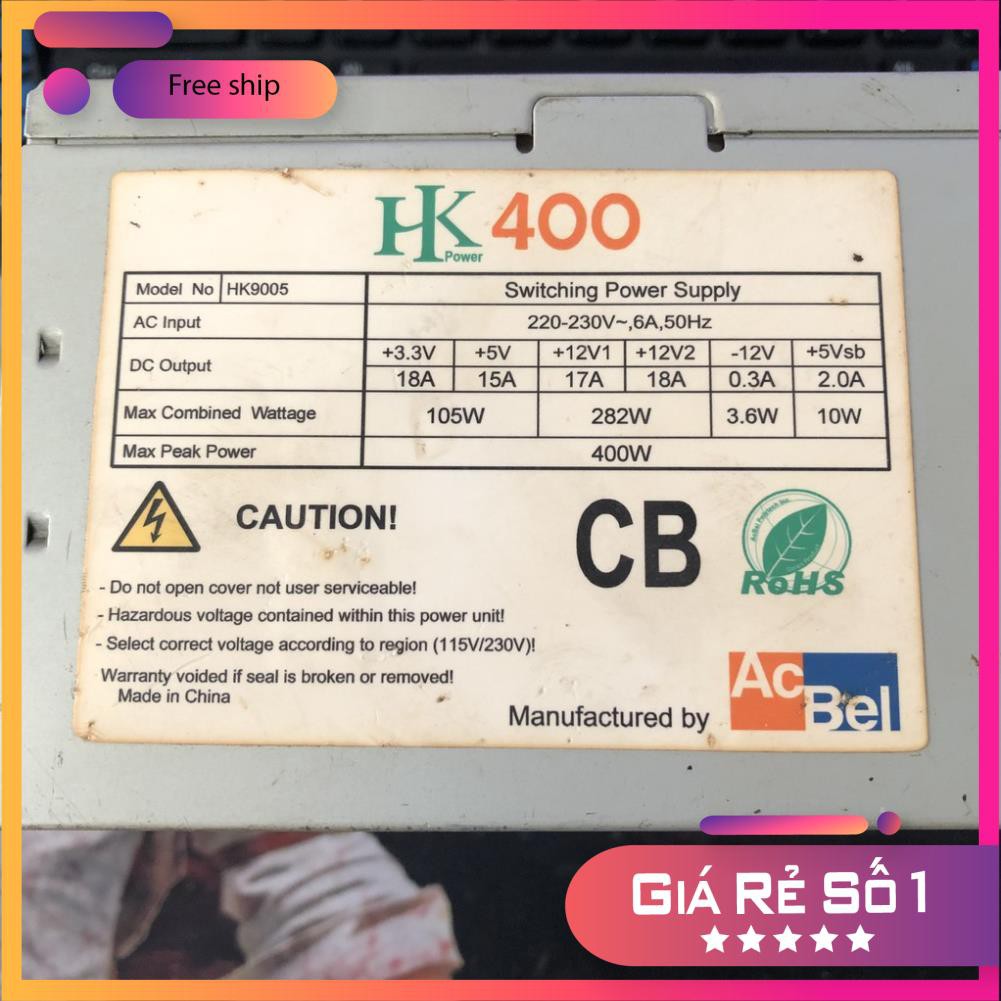 Free ship
HK 400
Power
Model No HK9005 Switching Power Supply
AC Input 220-230V~,6A,50Hz
DC Output +3.3V +5V +12V1 +12V2 -12V +5Vsb
18A 15A 17A 18A 0.3A 2.0A
Max Combined Wattage 105W 282W 3.6W 10W
Max Peak Power 400W
CAUTION!
CB
RoHS
- Do not open cover not user serviceable!
- Hazardous voltage contained within this power unit!
- Select correct voltage according to region (115V/230V)!
Warranty voided if seal is broken or removed!
Made in China
Manufactured by AcBel
GIÁ RẺ SỐ 1